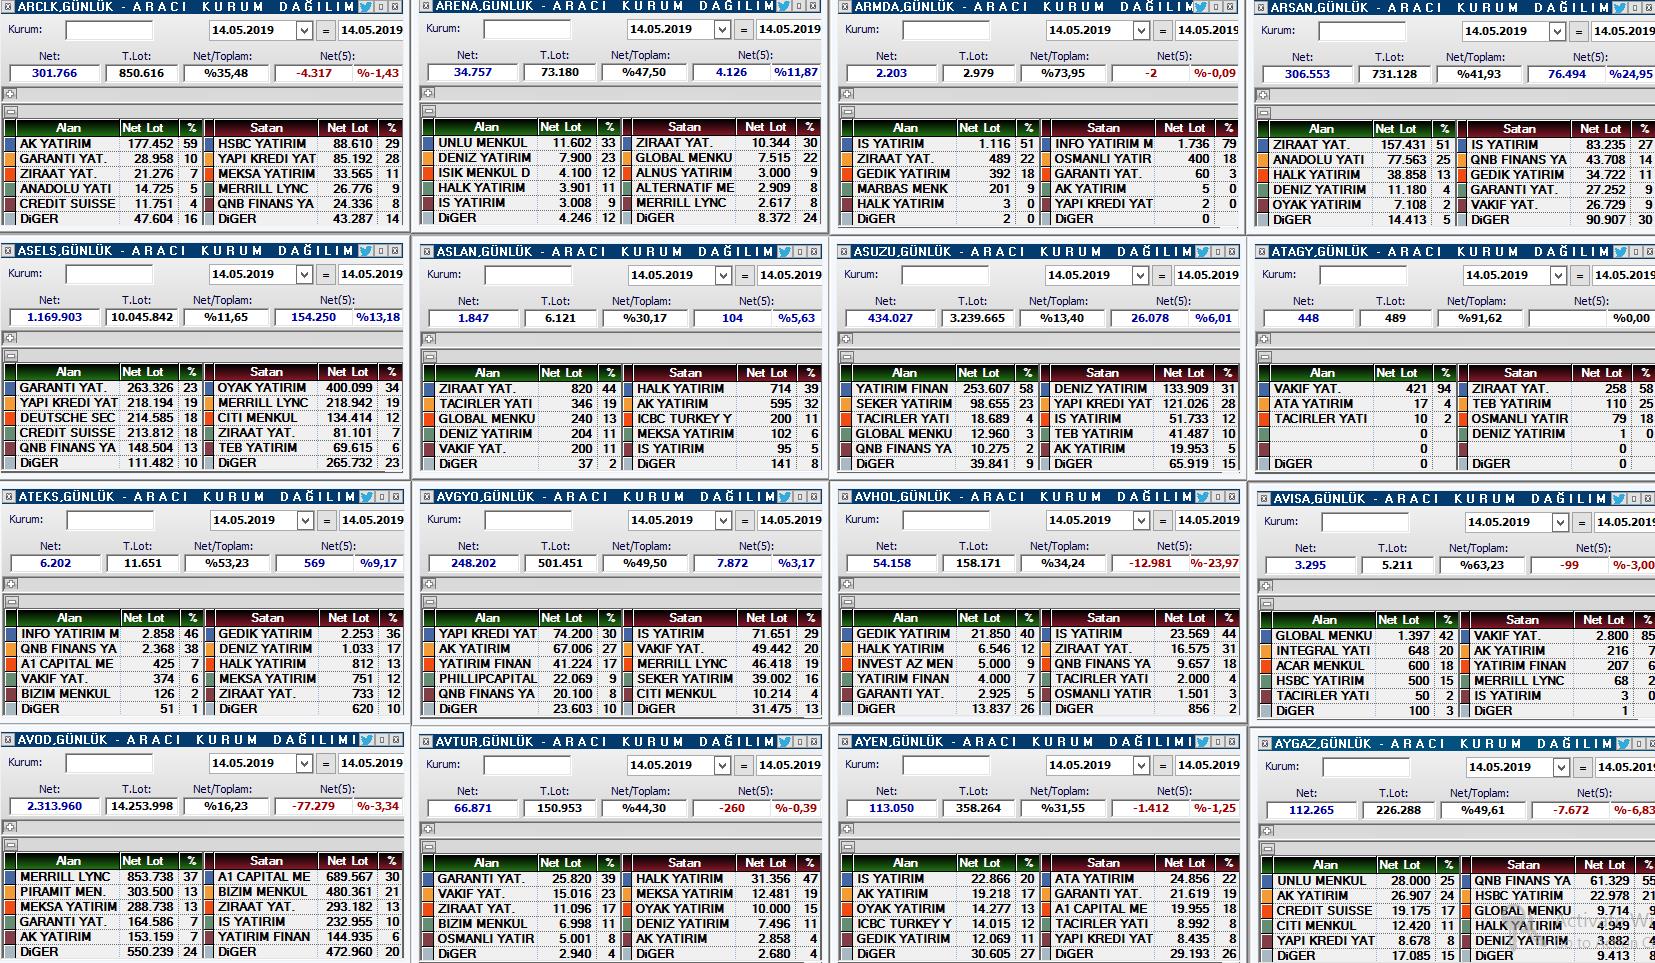 ARCLK,GÜNLÜK - ARACI KURUM DAĞILIM
Kurum: 14.05.2019 = 14.05.2019
Net: T.Lot: Net/Toplam: Net(5):
301.766 850.616 %35,48 -4.317 %-1,43
Alan Net Lot % Satan Net Lot %
AK YATIRIM 177.452 59 HSBC YATIRIM 88.610 29
GARANTI YAT. 28.958 10 YAPI KREDI YAT 85.192 28
ZIRAAT YAT. 21.276 7 MEKSA YATIRIM 33.565 11
ANADOLU YATI 14.725 5 MERRILL LYNC 26.776 9
CREDIT SUISSE 11.751 4 QNB FINANS YA 24.336 8
DiGER 47.604 16 DiGER 43.287 14
ARENA,GÜNLÜK - ARACI KURUM DAĞILIM
Kurum: 14.05.2019 = 14.05.2019
Net: T.Lot: Net/Toplam: Net(5):
34.757 73.180 %47,50 4.126 %11,87
Alan Net Lot % Satan Net Lot %
UNLU MENKUL 11.602 33 ZIRAAT YAT. 10.344 30
DENIZ YATIRIM 7.900 23 GLOBAL MENKU 7.515 22
ISIK MENKUL D 4.100 12 ALNUS YATIRIM 3.000 9
HALK YATIRIM 3.901 11 ALTERNATIF ME 2.909 8
IS YATIRIM 3.008 9 MERRILL LYNC 2.617 8
DiGER 4.246 12 DiGER 8.372 24
ARMDA,GÜNLÜK - ARACI KURUM DAĞILIM
Kurum: 14.05.2019 = 14.05.2019
Net: T.Lot: Net/Toplam: Net(5):
2.203 2.979 %73,95 -2 %-0,09
Alan Net Lot % Satan Net Lot %
IS YATIRIM 1.116 51 INFO YATIRIM M 1.736 79
ZIRAAT YAT. 489 22 OSMANLI YATIR 400 18
GEDIK YATIRIM 392 18 GARANTI YAT. 60 3
MARBAS MENK 201 9 AK YATIRIM 5 0
HALK YATIRIM 3 0 YAPI KREDI YAT 2 0
DiGER 2 0 DiGER 0
ARSAN,GÜNLÜK - ARACI KURUM DAĞILIM
Kurum: 14.05.2019 = 14.05.2019
Net: T.Lot: Net/Toplam: Net(5):
306.553 731.128 %41,93 76.494 %24,95
Alan Net Lot % Satan Net Lot %
ZIRAAT YAT. 157.431 51 IS YATIRIM 83.235 27
ANADOLU YATI 77.563 25 QNB FINANS YA 43.708 14
HALK YATIRIM 38.858 13 GEDIK YATIRIM 34.722 11
DENIZ YATIRIM 11.180 4 GARANTI YAT. 27.252 9
OYAK YATIRIM 7.108 2 VAKIF YAT. 26.729 9
DiGER 14.413 5 DiGER 90.907 30
ASELS,GÜNLÜK - ARACI KURUM DAĞILIM
Kurum: 14.05.2019 = 14.05.2019
Net: T.Lot: Net/Toplam: Net(5):
1.169.903 10.045.842 %11,65 154.250 %13,18
Alan Net Lot % Satan Net Lot %
GARANTI YAT. 263.326 23 OYAK YATIRIM 400.099 34
YAPI KREDI YAT 218.194 19 MERRILL LYNC 218.942 19
DEUTSCHE SEC 214.585 18 CITI MENKUL 134.414 12
CREDIT SUISSE 213.812 18 ZIRAAT YAT. 81.101 7
QNB FINANS YA 148.504 13 TEB YATIRIM 69.615 6
DiGER 111.482 10 DiGER 265.732 23
ASLAN,GÜNLÜK - ARACI KURUM DAĞILIM
Kurum: 14.05.2019 = 14.05.2019
Net: T.Lot: Net/Toplam: Net(5):
1.847 6.121 %30,17 104 %5,63
Alan Net Lot % Satan Net Lot %
ZIRAAT YAT. 820 44 HALK YATIRIM 714 39
TACIRLER YATI 346 19 AK YATIRIM 595 32
GLOBAL MENKU 240 13 ICBC TURKEY Y 200 11
DENIZ YATIRIM 204 11 MEKSA YATIRIM 102 6
VAKIF YAT. 200 11 IS YATIRIM 95 5
DiGER 37 2 DiGER 141 8
ASUZU,GÜNLÜK - ARACI KURUM DAĞILIM
Kurum: 14.05.2019 = 14.05.2019
Net: T.Lot: Net/Toplam: Net(5):
434.027 3.239.665 %13,40 26.078 %6,01
Alan Net Lot % Satan Net Lot %
YATIRIM FINAN 253.607 58 DENIZ YATIRIM 133.909 31
SEKER YATIRIM 98.655 23 YAPI KREDI YAT 121.026 28
TACIRLER YATI 18.689 4 IS YATIRIM 51.733 12
GLOBAL MENKU 12.960 3 TEB YATIRIM 41.487 10
QNB FINANS YA 10.275 2 AK YATIRIM 19.953 5
DiGER 39.841 9 DiGER 65.919 15
ATAGY,GÜNLÜK - ARACI KURUM DAĞILIM
Kurum: 14.05.2019 = 14.05.2019
Net: T.Lot: Net/Toplam: Net(5):
448 489 %91,62 %0,00
Alan Net Lot % Satan Net Lot %
VAKIF YAT. 421 94 ZIRAAT YAT. 258 58
ATA YATIRIM 17 4 TEB YATIRIM 110 25
TACIRLER YATI 10 2 OSMANLI YATIR 79 18
0 DENIZ YATIRIM 1 0
0 0
DiGER 0 DiGER 0
ATEKS,GÜNLÜK - ARACI KURUM DAĞILIM
Kurum: 14.05.2019 = 14.05.2019
Net: T.Lot: Net/Toplam: Net(5):
6.202 11.651 %53,23 569 %9,17
Alan Net Lot % Satan Net Lot %
INFO YATIRIM M 2.858 46 GEDIK YATIRIM 2.253 36
QNB FINANS YA 2.368 38 DENIZ YATIRIM 1.033 17
A1 CAPITAL ME 425 7 HALK YATIRIM 812 13
VAKIF YAT. 374 6 MEKSA YATIRIM 751 12
BIZIM MENKUL 126 2 ZIRAAT YAT. 733 12
DiGER 51 1 DiGER 620 10
AVGYO,GÜNLÜK - ARACI KURUM DAĞILIM
Kurum: 14.05.2019 = 14.05.2019
Net: T.Lot: Net/Toplam: Net(5):
248.202 501.451 %49,50 7.872 %3,17
Alan Net Lot % Satan Net Lot %
YAPI KREDI YAT 74.200 30 IS YATIRIM 71.651 29
AK YATIRIM 67.006 27 VAKIF YAT. 49.442 20
YATIRIM FINAN 41.224 17 MERRILL LYNC 46.418 19
PHILLIPCAPITAL 22.069 9 SEKER YATIRIM 39.002 16
QNB FINANS YA 20.100 8 CITI MENKUL 10.214 4
DiGER 23.603 10 DiGER 31.475 13
AVHOL,GÜNLÜK - ARACI KURUM DAĞILIM
Kurum: 14.05.2019 = 14.05.2019
Net: T.Lot: Net/Toplam: Net(5):
54.158 158.171 %34,24 -12.981 %-23,97
Alan Net Lot % Satan Net Lot %
GEDIK YATIRIM 21.850 40 IS YATIRIM 23.569 44
HALK YATIRIM 6.546 12 ZIRAAT YAT. 16.575 31
INVEST AZ MEN 5.000 9 QNB FINANS YA 9.657 18
YATIRIM FINAN 4.000 7 TACIRLER YATI 2.000 4
GARANTI YAT. 2.925 5 OSMANLI YATIR 1.501 3
DiGER 13.837 26 DiGER 856 2
AVISA,GÜNLÜK - ARACI KURUM DAĞILIM
Kurum: 14.05.2019 = 14.05.2019
Net: T.Lot: Net/Toplam: Net(5):
3.295 5.211 %63,23 -99 %-3,00
Alan Net Lot % Satan Net Lot %
GLOBAL MENKU 1.397 42 VAKIF YAT. 2.800 85
INTEGRAL YATI 648 20 AK YATIRIM 216 7
ACAR MENKUL 600 18 YATIRIM FINAN 207 6
HSBC YATIRIM 500 15 MERRILL LYNC 68 2
TACIRLER YATI 50 2 IS YATIRIM 3 0
DiGER 100 3 DiGER 1
AVOD,GÜNLÜK - ARACI KURUM DAĞILIMI
Kurum: 14.05.2019 = 14.05.2019
Net: T.Lot: Net/Toplam: Net(5):
2.313.960 14.253.998 %16,23 -77.279 %-3,34
Alan Net Lot % Satan Net Lot %
MERRILL LYNC 853.738 37 A1 CAPITAL ME 689.567 30
PIRAMIT MEN. 303.500 13 BIZIM MENKUL 480.361 21
MEKSA YATIRIM 288.738 13 ZIRAAT YAT. 293.182 13
GARANTI YAT. 164.586 7 IS YATIRIM 232.955 10
AK YATIRIM 153.159 7 YATIRIM FINAN 144.935 6
DiGER 550.239 24 DiGER 472.960 20
AVTUR,GÜNLÜK - ARACI KURUM DAĞILIM
Kurum: 14.05.2019 = 14.05.2019
Net: T.Lot: Net/Toplam: Net(5):
66.871 150.953 %44,30 -260 %-0,39
Alan Net Lot % Satan Net Lot %
GARANTI YAT. 25.820 39 HALK YATIRIM 31.356 47
VAKIF YAT. 15.016 23 MEKSA YATIRIM 12.481 19
ZIRAAT YAT. 11.096 17 OYAK YATIRIM 10.000 15
BIZIM MENKUL 6.998 11 DENIZ YATIRIM 7.496 11
OSMANLI YATIR 5.001 8 AK YATIRIM 2.858 4
DiGER 2.940 4 DiGER 2.680 4
AYEN,GÜNLÜK - ARACI KURUM DAĞILIMI
Kurum: 14.05.2019 = 14.05.2019
Net: T.Lot: Net/Toplam: Net(5):
113.050 358.264 %31,55 -1.412 %-1,25
Alan Net Lot % Satan Net Lot %
IS YATIRIM 22.866 20 ATA YATIRIM 24.856 22
AK YATIRIM 19.218 17 GARANTI YAT. 21.619 19
OYAK YATIRIM 14.277 13 A1 CAPITAL ME 19.955 18
ICBC TURKEY Y 14.015 12 TACIRLER YATI 8.992 8
GEDIK YATIRIM 12.069 11 YAPI KREDI YAT 8.435 8
DiGER 30.605 27 DiGER 29.193 26
AYGAZ,GÜNLÜK - ARACI KURUM DAĞILIM
Kurum: 14.05.2019 = 14.05.2019
Net: T.Lot: Net/Toplam: Net(5):
112.265 226.288 %49,61 -7.672 %-6,83
Alan Net Lot % Satan Net Lot %
UNLU MENKUL 28.000 25 QNB FINANS YA 61.329 55
AK YATIRIM 26.907 24 HSBC YATIRIM 22.978 21
CREDIT SUISSE 19.175 17 GLOBAL MENKU 9.714
CITI MENKUL 12.420 11 HALK YATIRIM 4.949
YAPI KREDI YAT 8.678 8 DENIZ YATIRIM 3.882
DiGER 17.085 15 DiGER 9.413